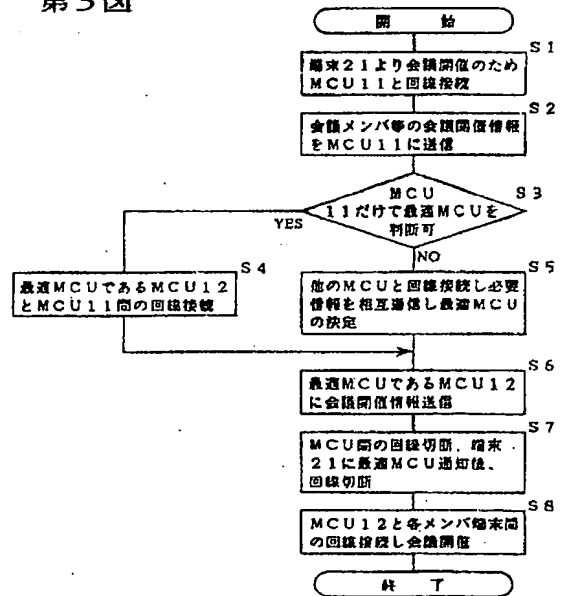 第3図
開始
S1
端末21より会議開催のため
MCU11と回線接続
S2
会議メンバ等の会議開催情報
をMCU11に送信
MCU
S3
11だけで最適MCUを
判断可
YES
NO
S4
最適MCUであるMCU12
とMCU11間の回線接続
S5
他のMCUと回線接続し必要
情報を相互通信し最適MCU
の決定
S6
最適MCUであるMCU12
に会議開催情報送信
S7
MCU間の回線切断、端末
21に最適MCU通知後、
回線切断
S8
MCU12と各メンバ端末間
の回線接続し会議開催
終了